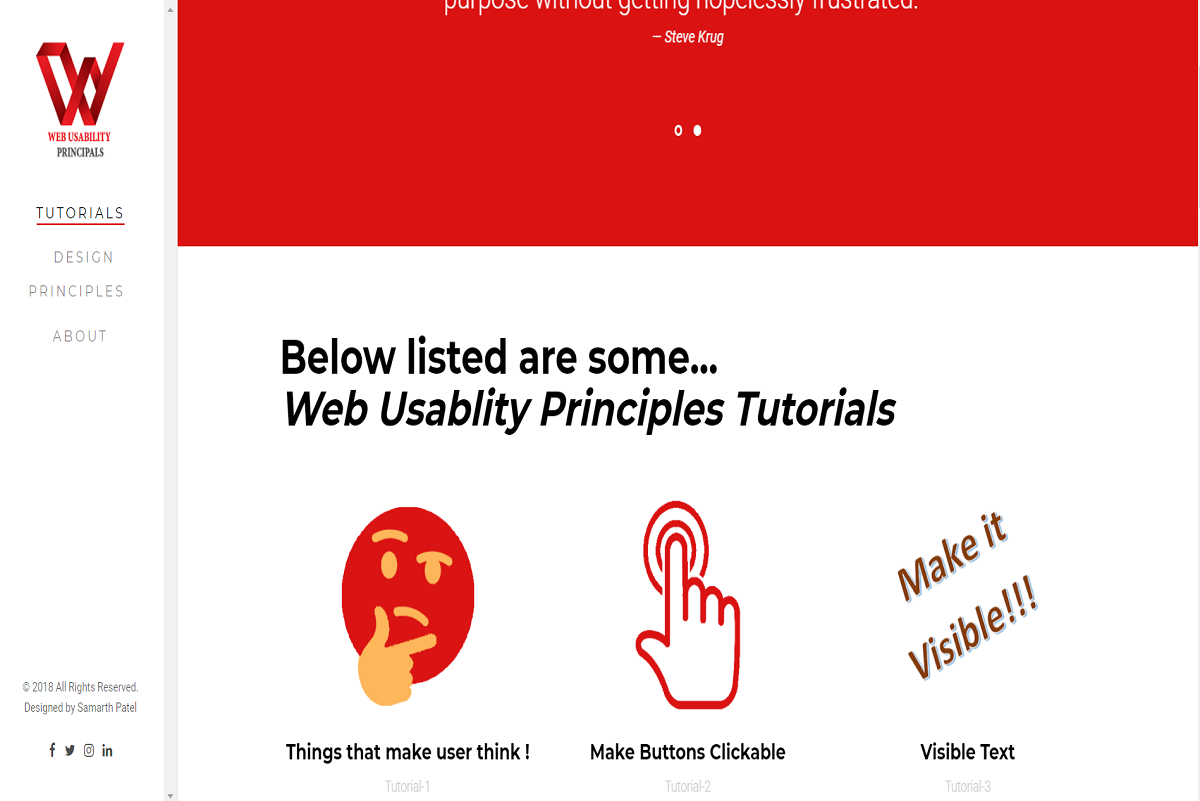 WEB USABILITY
PRINCIPALS
TUTORIALS
DESIGN
PRINCIPLES
ABOUT
© 2018 All Rights Reserved.
Designed by Samarth Patel
purpose without getting hopelessly frustrated.
— Steve Krug
Below listed are some...
Web Usablity Principles Tutorials
Make it
Visible!!!
Things that make user think !
Make Buttons Clickable
Visible Text
Tutorial-1
Tutorial-2
Tutorial-3